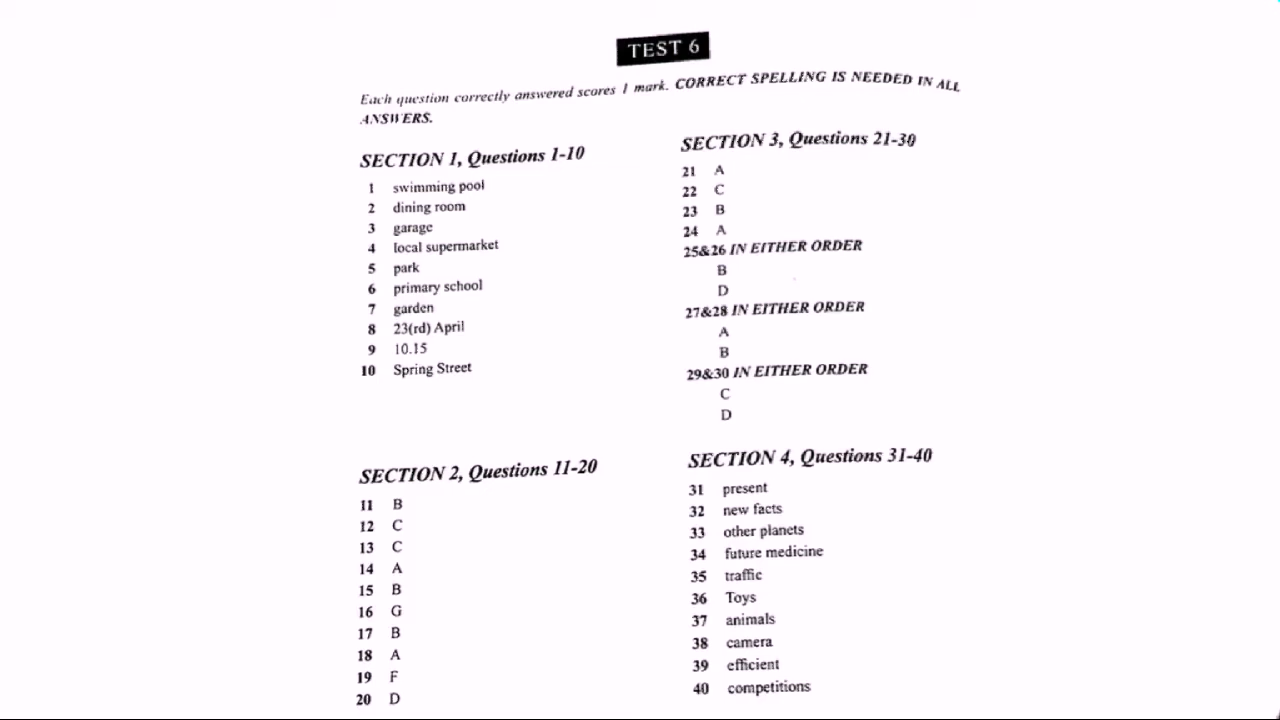 TEST 6
Each question correctly answered scores 1 mark. CORRECT SPELLING IS NEEDED IN ALL
ANSWERS.
SECTION 1, Questions 1-10
1 swimming pool
2 dining room
3 garage
4 local supermarket
5 park
6 primary school
7 garden
8 23(rd) April
9 10.15
10 Spring Street
SECTION 2, Questions 11-20
11 B
12 C
13 C
14 A
15 B
16 G
17 B
18 A
19 F
20 D
SECTION 3, Questions 21-30
21 A
22 C
23 B
24 A
25&26 IN EITHER ORDER
B
D
27&28 IN EITHER ORDER
A
B
29&30 IN EITHER ORDER
C
D
SECTION 4, Questions 31-40
31 present
32 new facts
33 other planets
34 future medicine
35 traffic
36 Toys
37 animals
38 camera
39 efficient
40 competitions